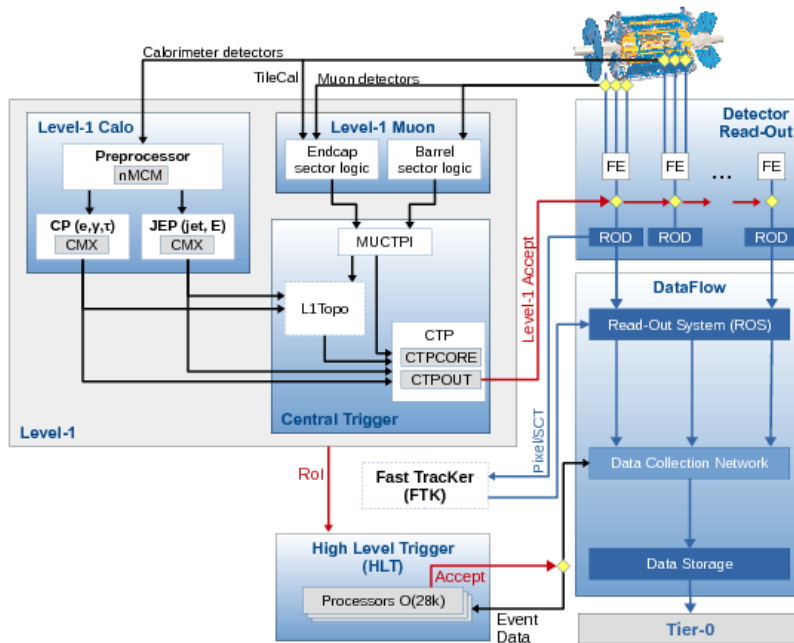 Calorimeter detectors
TileCal
Muon detectors
Level-1 Calo
Preprocessor
nMCM
CP (e,γ,τ)
CMX
JEP (jet, E)
CMX
Level-1 Muon
Endcap
sector logic
Barrel
sector logic
MUCTPI
L1Topo
CTP
CTPCORE
CTPOUT
Central Trigger
Level-1
Level-1 Accept
Detector
Read-Out
FE
FE
...
FE
ROD
ROD
ROD
DataFlow
Read-Out System (ROS)
Data Collection Network
Data Storage
Tier-0
Pixel/SCT
RoI
Fast TracKer
(FTK)
High Level Trigger
(HLT)
Accept
Processors O(28k)
Event
Data